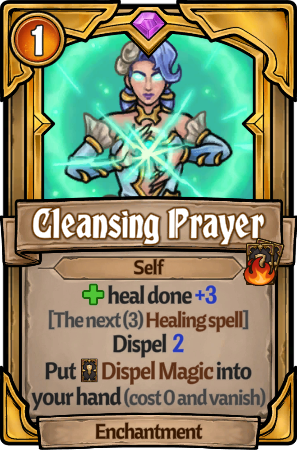 1
Cleansing Prayer
Self
heal done +3
[The next (3) Healing spell]
Dispel 2
Put Dispel Magic into
your hand (cost 0 and vanish)
Enchantment